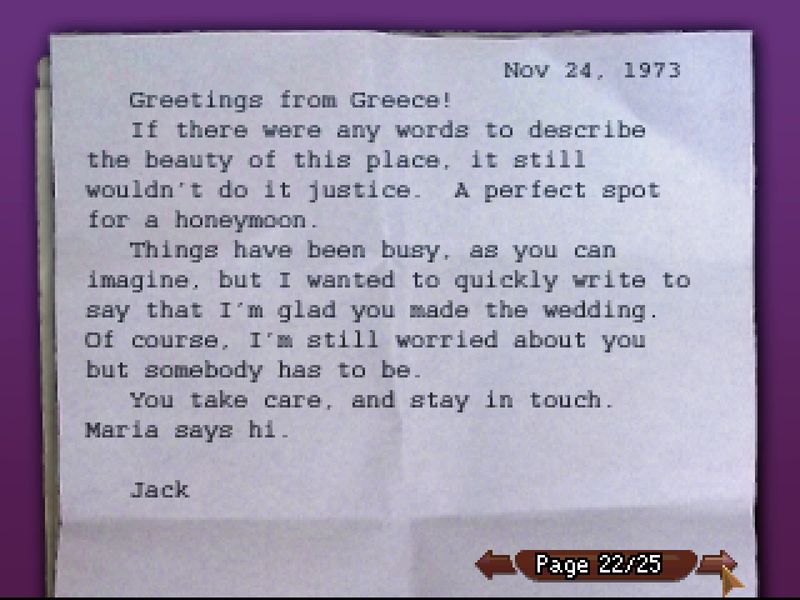 Nov 24, 1973
Greetings from Greece!
If there were any words to describe
the beauty of this place, it still
wouldn't do it justice.  A perfect spot
for a honeymoon.
Things have been busy, as you can
imagine, but I wanted to quickly write to
say that I'm glad you made the wedding.
Of course, I'm still worried about you
but somebody has to be.
You take care, and stay in touch.
Maria says hi.
Jack
Page 22/25